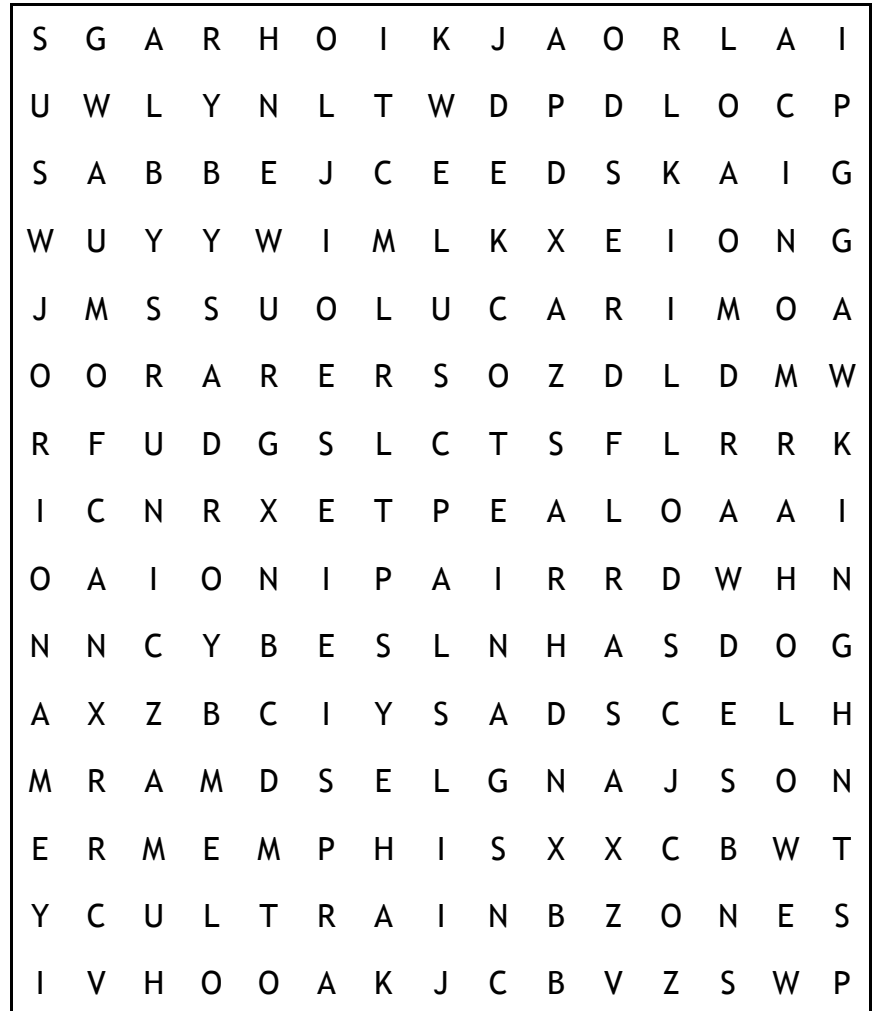 S G A R H O I K J A O R L A I
U W L Y N L T W D P D L O C P
S A B B E J C E E D S K A I G
W U Y Y W I M L K X E I O N G
J M S S U O L U C A R I M O A
O O R A R E R S O Z D L D M W
R F U D G S L C T S F L R R K
I C N R X E T P E A L O A A I
O A I O N I P A I R R D W H N
N N C Y B E S L N H A S D O G
A X Z B C I Y S A D S C E L H
M R A M D S E L G N A J S O N
E R M E M P H I S X X C B W T
Y C U L T R A I N B Z O N E S
I V H O O A K J C B V Z S W P